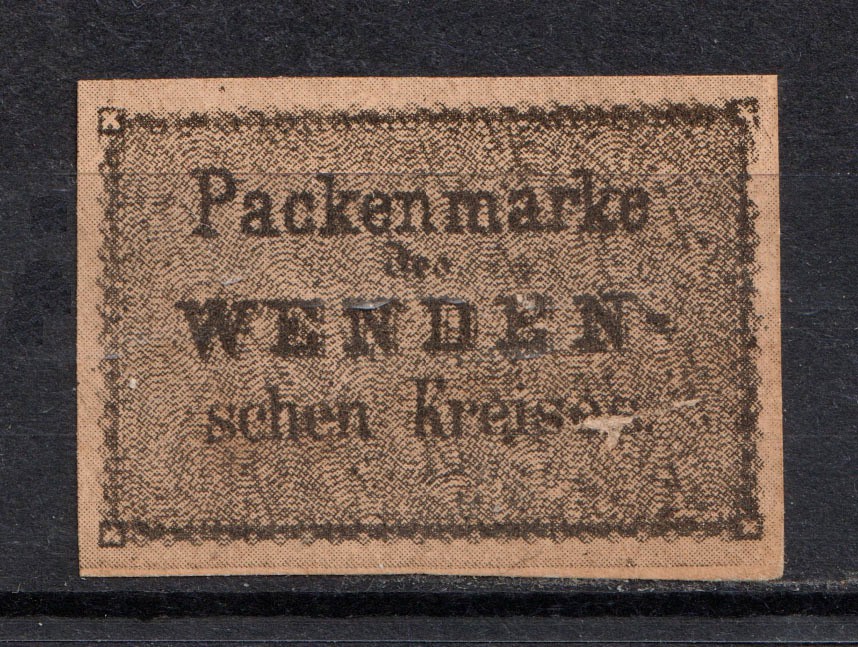 Packenmarke
des
WENDEN-
schen Kreises.